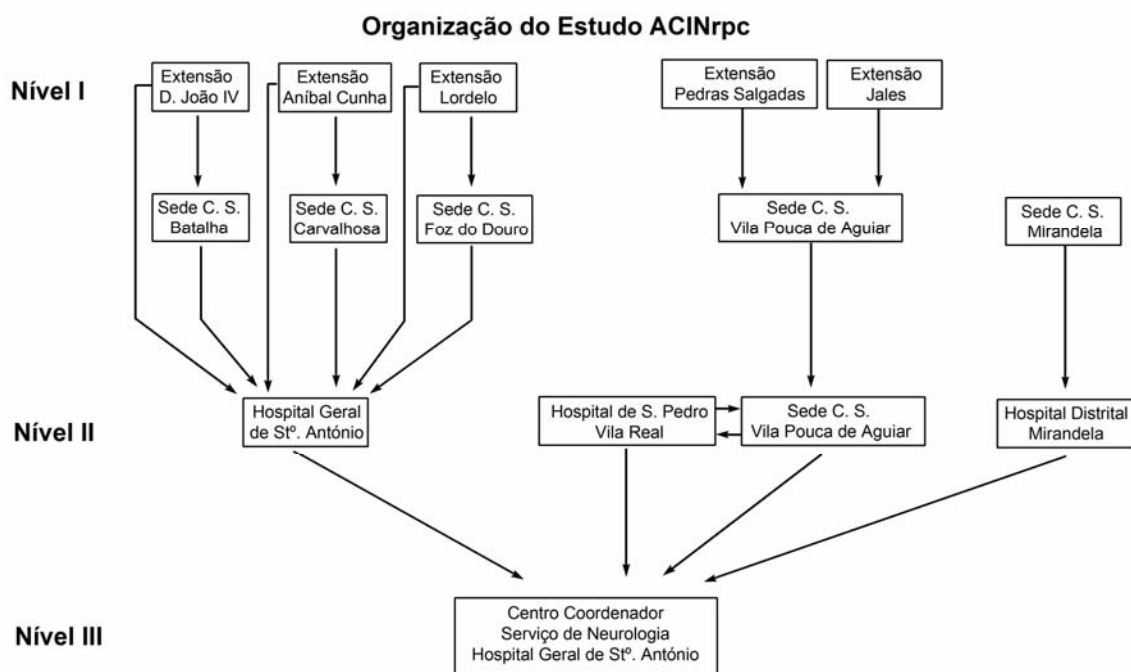 Organização do Estudo ACINrpc
Nível I
Extensão
D. João IV
Extensão
Aníbal Cunha
Extensão
Lordelo
Extensão
Pedras Salgadas
Extensão
Jales
Sede C. S.
Batalha
Sede C. S.
Carvalhosa
Sede C. S.
Foz do Douro
Sede C. S.
Vila Pouca de Aguiar
Sede C. S.
Mirandela
Nível II
Hospital Geral
de Stº. António
Hospital de S. Pedro
Vila Real
Sede C. S.
Vila Pouca de Aguiar
Hospital Distrital
Mirandela
Nível III
Centro Coordenador
Serviço de Neurologia
Hospital Geral de Stº. António